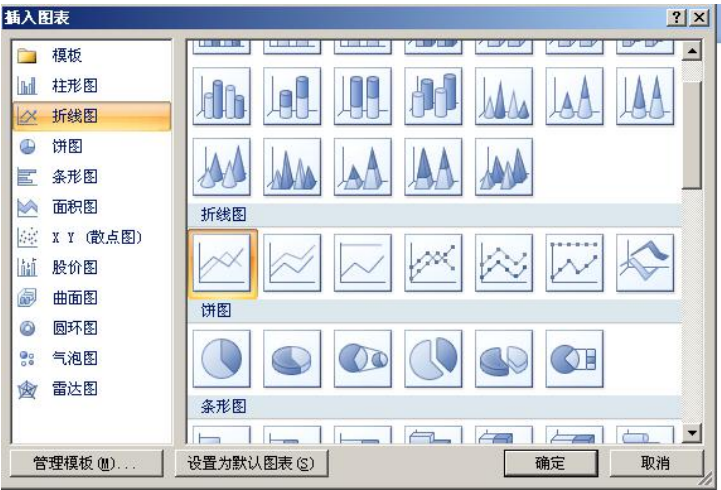 插入图表
模板
柱形图
折线图
饼图
条形图
面积图
X Y (散点图)
股价图
曲面图
圆环图
气泡图
雷达图
折线图
饼图
条形图
管理模板(M)...
设置为默认图表(S)
确定
取消